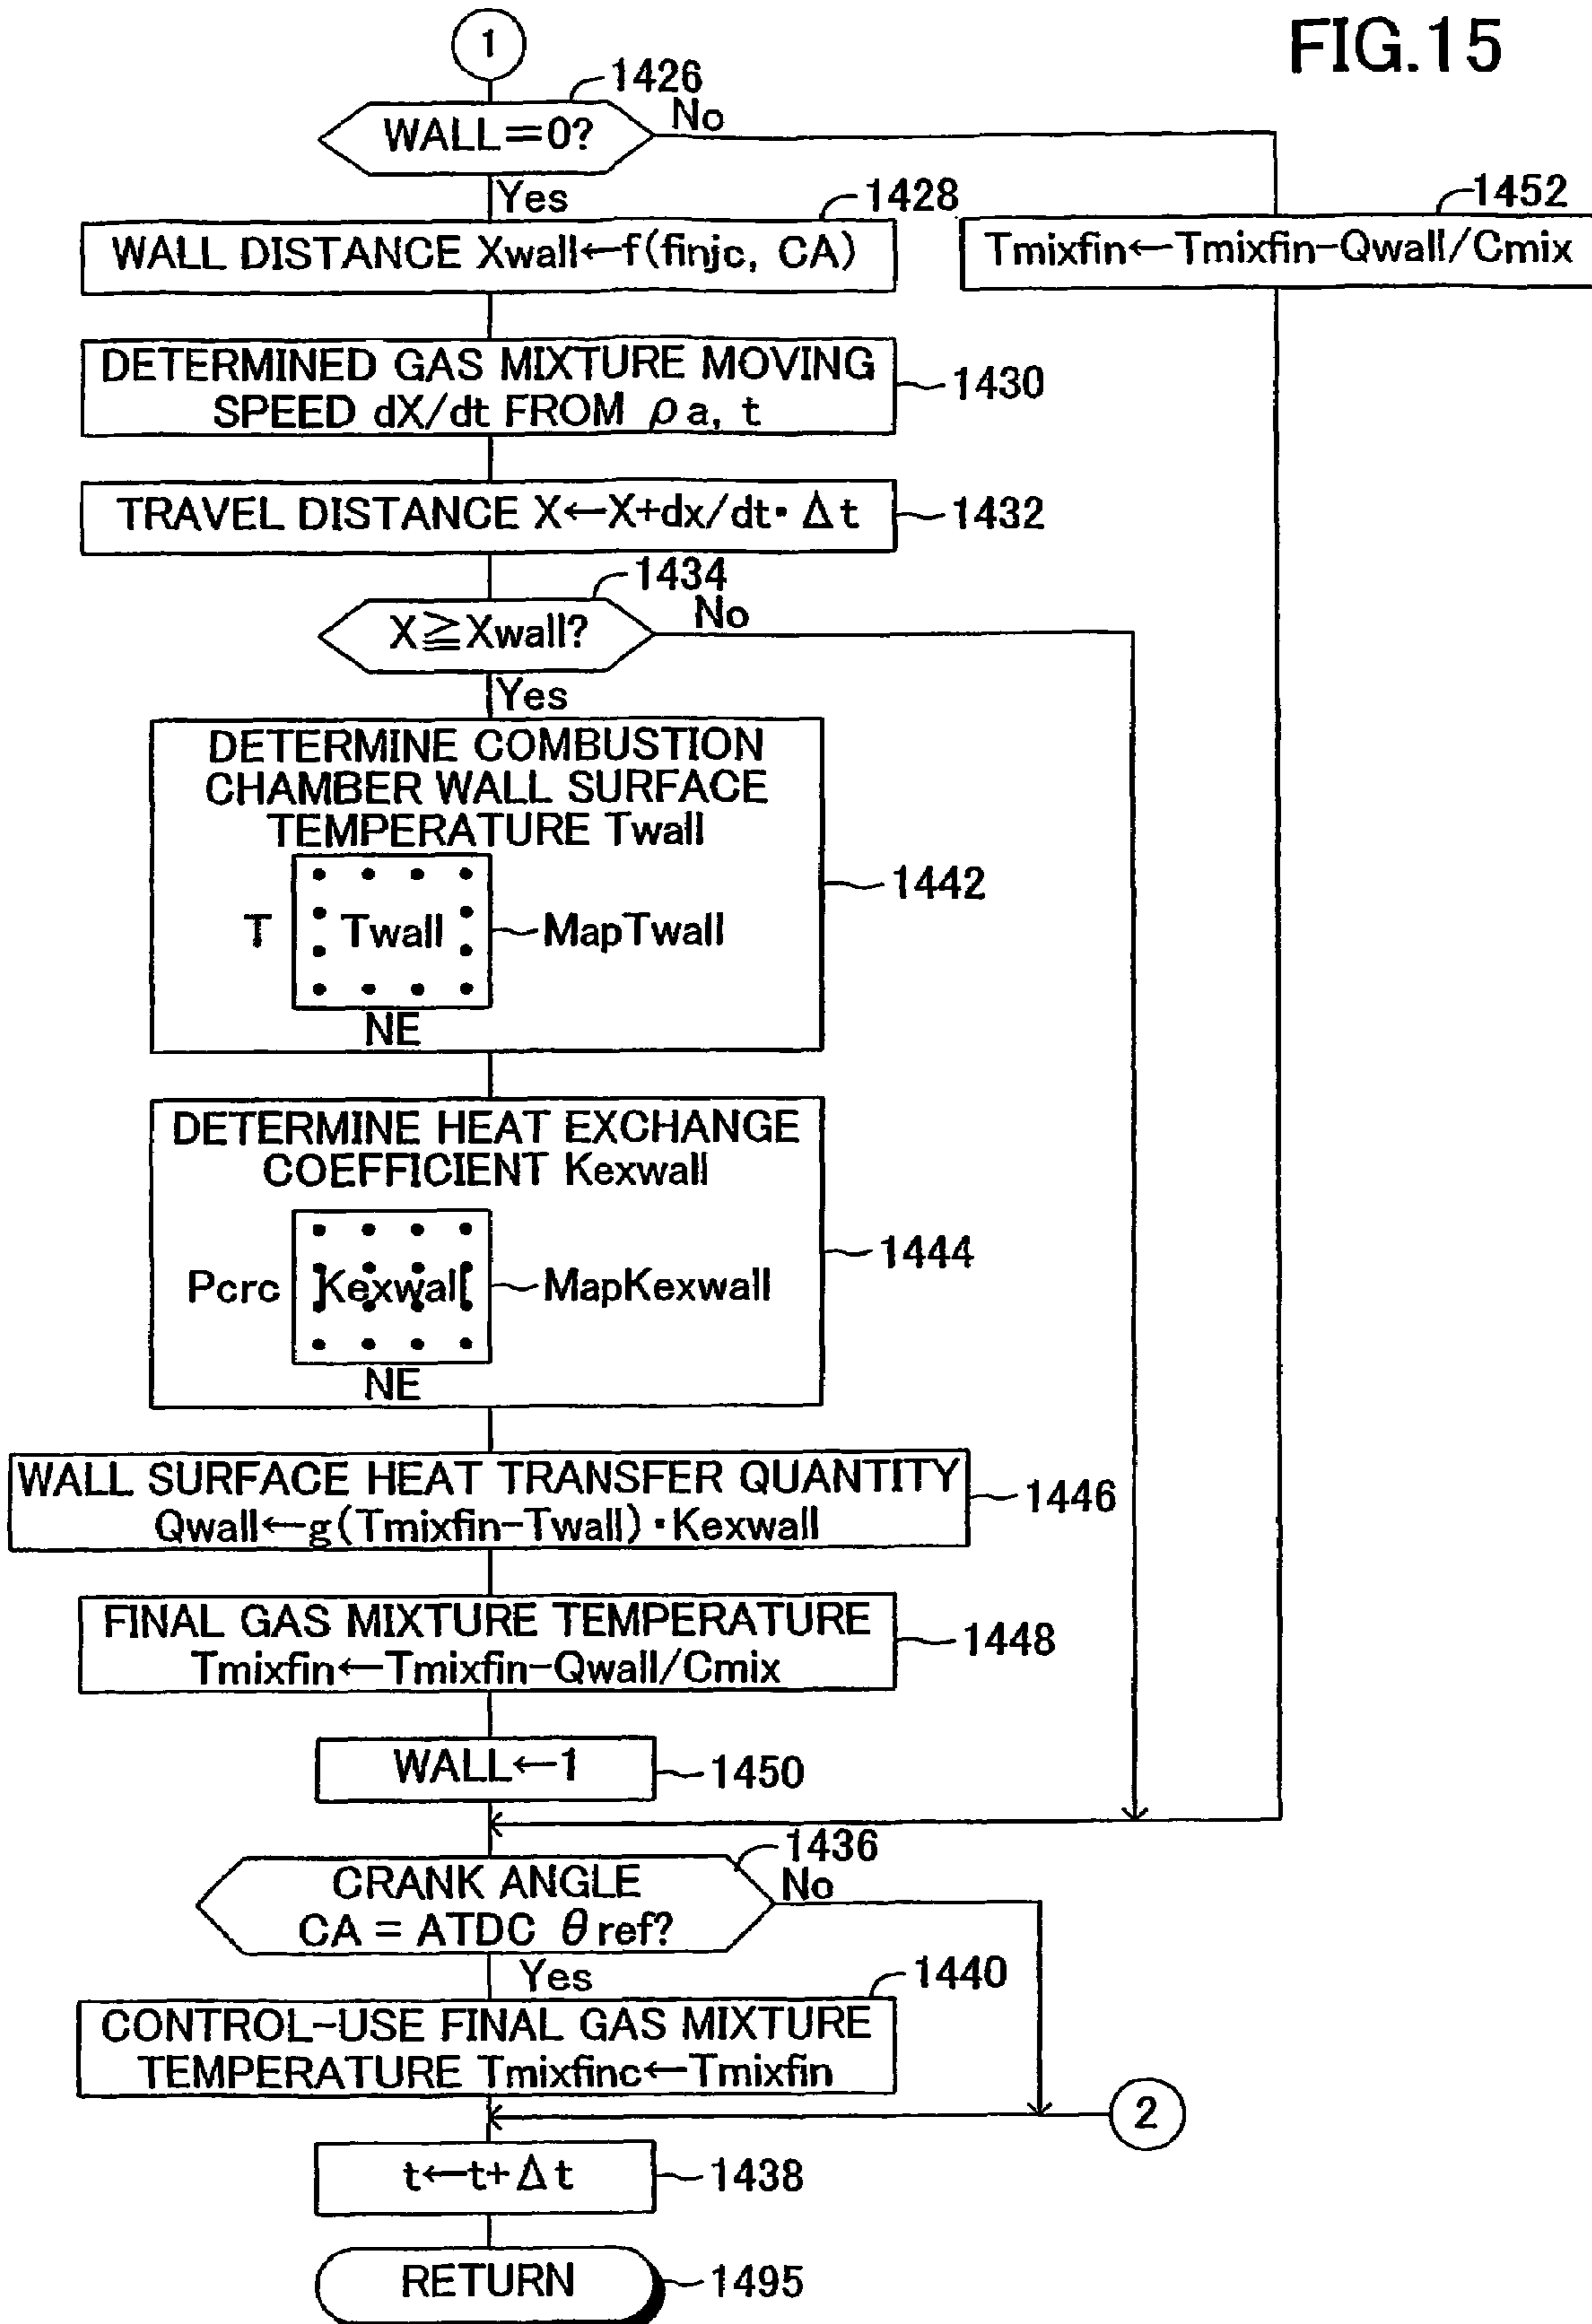 FIG.15
1
1426
WALL=0?
No
Yes
1428
WALL DISTANCE Xwall←f(finjc, CA)
1452
Tmixfin←Tmixfin-Qwall/Cmix
DETERMINED GAS MIXTURE MOVING
SPEED dX/dt FROM ρa, t
1430
TRAVEL DISTANCE X←X+dx/dt・Δt
1432
1434
X≧Xwall?
No
Yes
DETERMINE COMBUSTION
CHAMBER WALL SURFACE
TEMPERATURE Twall
1442
T
Twall
MapTwall
NE
DETERMINE HEAT EXCHANGE
COEFFICIENT Kexwall
1444
Pcrc
Kexwall
MapKexwall
NE
WALL SURFACE HEAT TRANSFER QUANTITY
Qwall←g(Tmixfin-Twall)・Kexwall
1446
FINAL GAS MIXTURE TEMPERATURE
Tmixfin←Tmixfin-Qwall/Cmix
1448
WALL←1
1450
1436
CRANK ANGLE
CA = ATDC θref?
No
Yes
1440
CONTROL-USE FINAL GAS MIXTURE
TEMPERATURE Tmixfinc←Tmixfin
2
t←t+Δt
1438
RETURN
1495